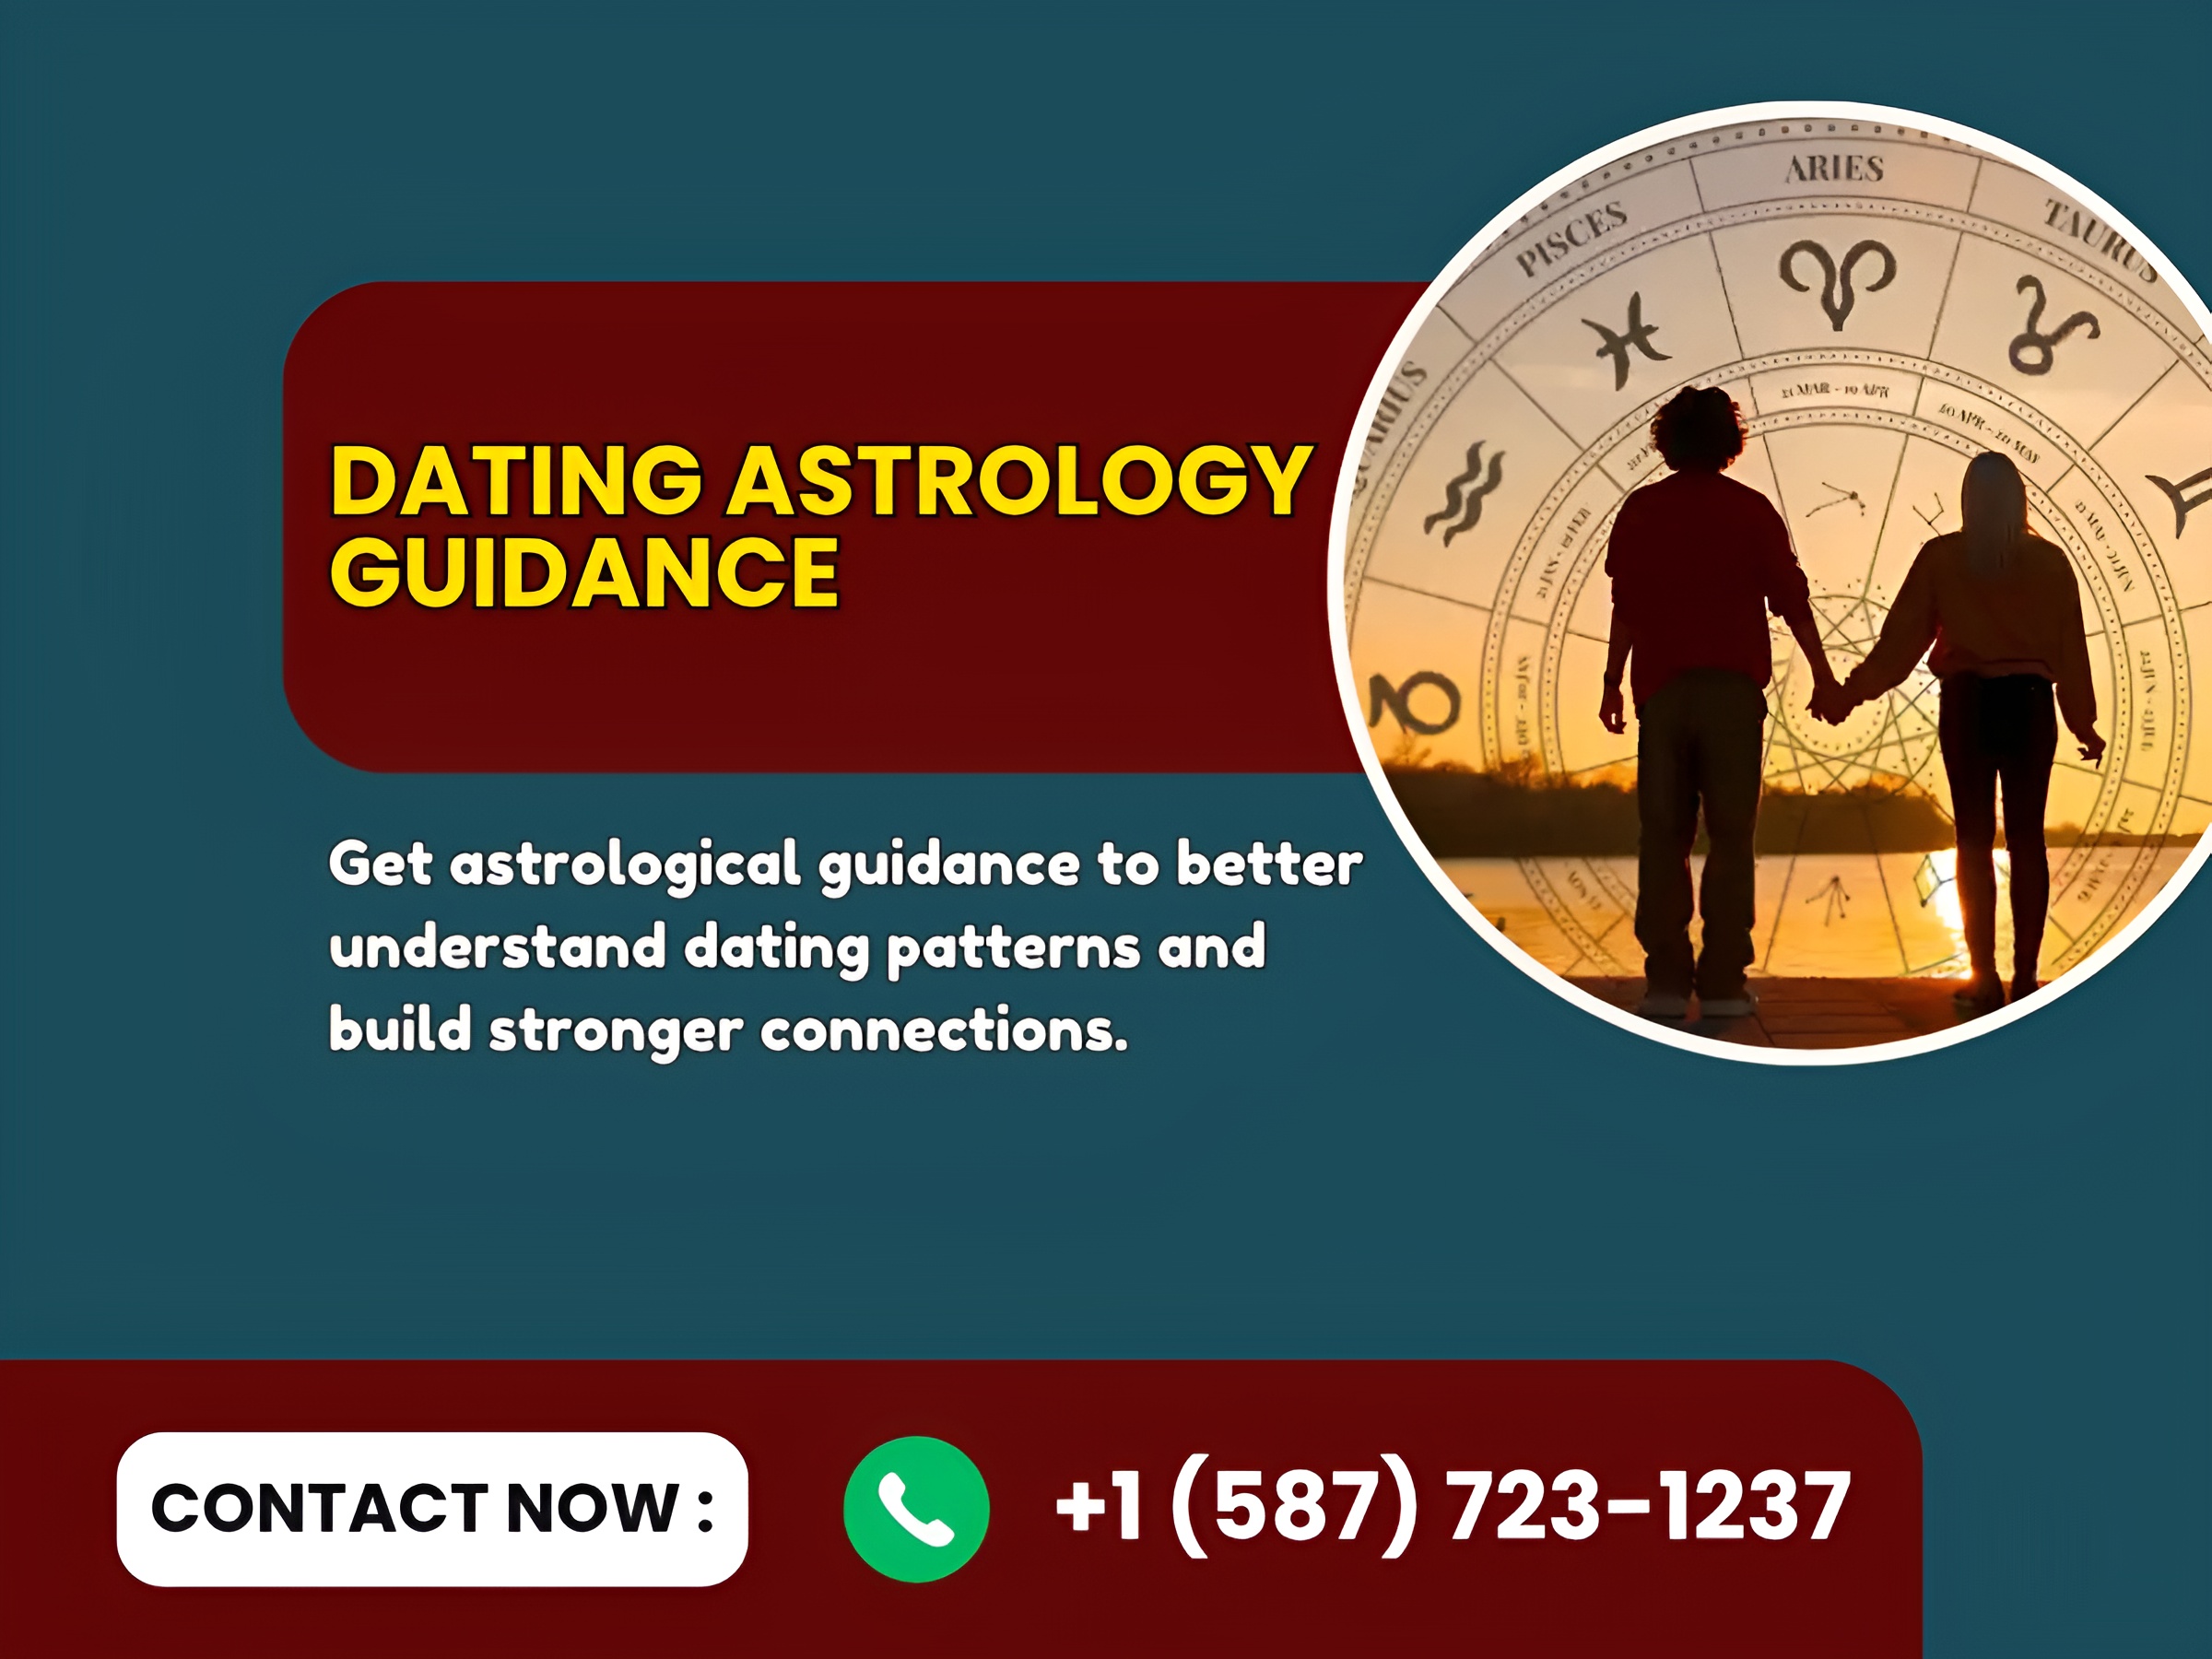 DATING ASTROLOGY
GUIDANCE
Get astrological guidance to better
understand dating patterns and
build stronger connections.
PISCES
ARIES
TAURUS
CONTACT NOW :
+1 (587) 723-1237